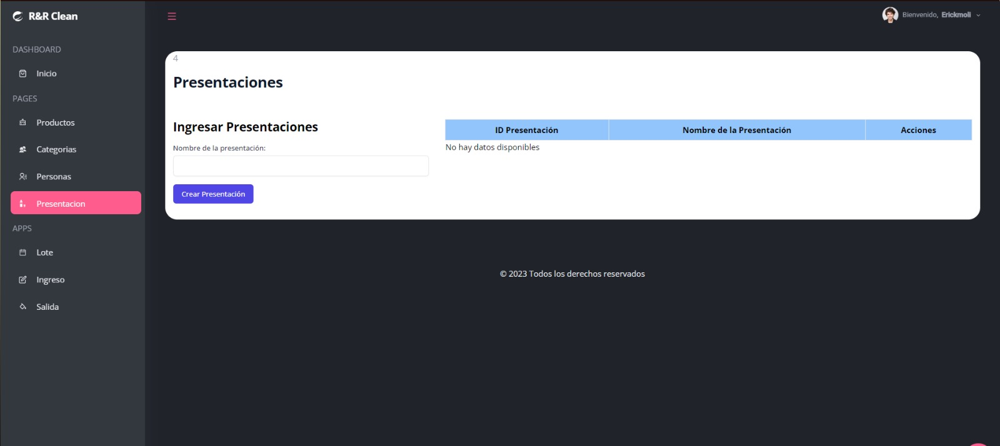 R&R Clean
Bienvenido, Erickmoli
DASHBOARD
Inicio
PAGES
Productos
Categorias
Personas
Presentacion
APPS
Lote
Ingreso
Salida
4
Presentaciones
Ingresar Presentaciones
Nombre de la presentación:
Crear Presentación
ID Presentación Nombre de la Presentación Acciones
No hay datos disponibles
© 2023 Todos los derechos reservados